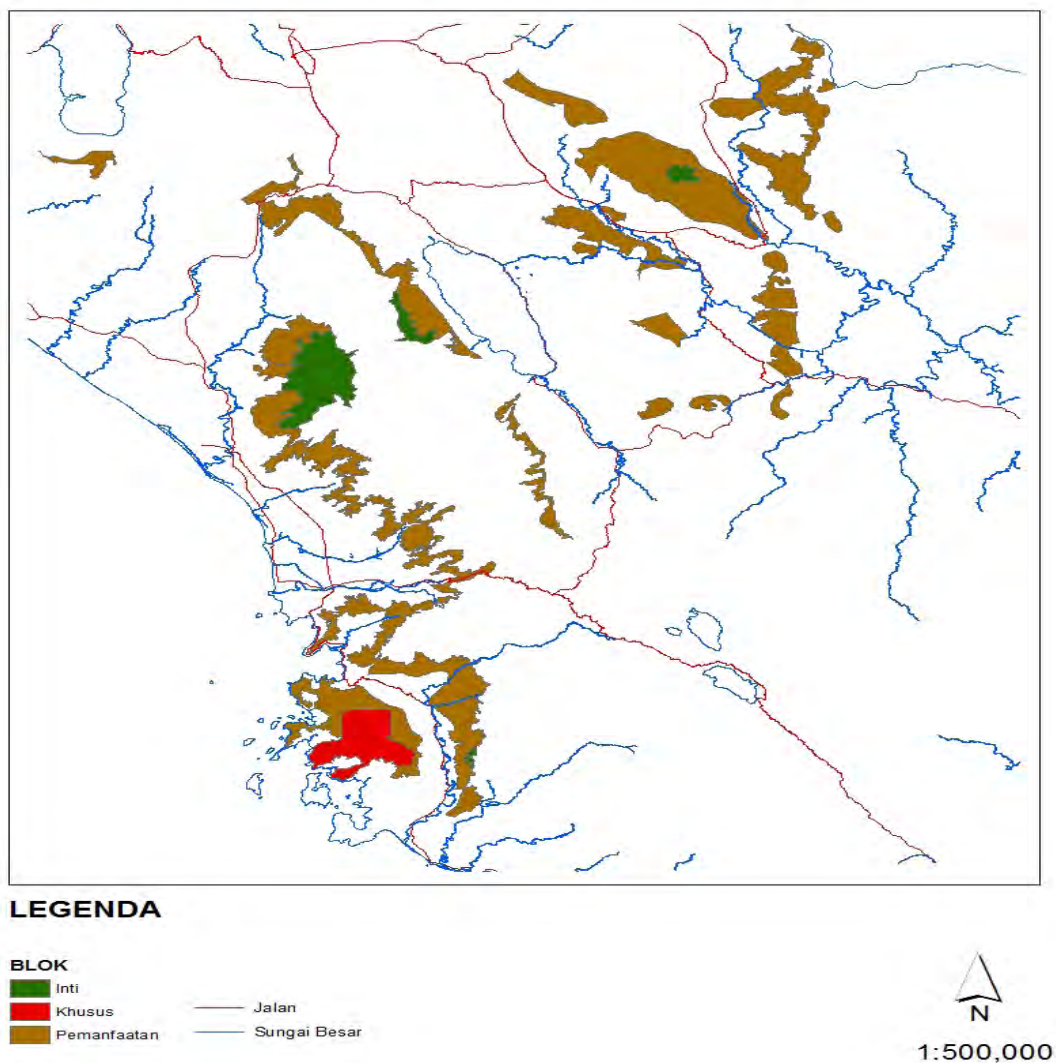 LEGENDA
BLOK
Inti
Khusus
Pemanfaatan
Jalan
Sungai Besar
N
1:500,000